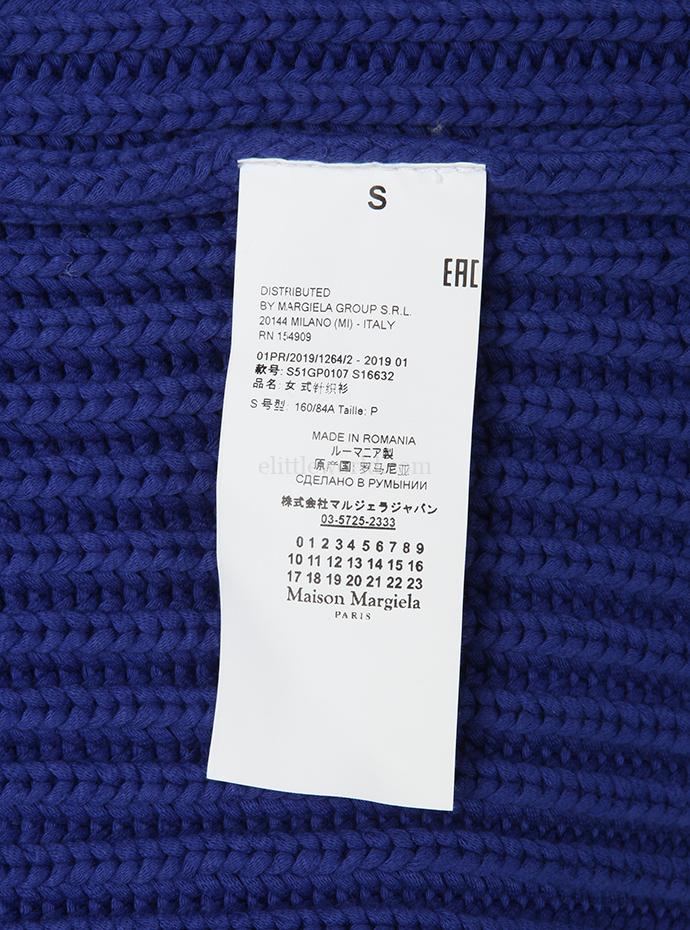 S
EAC
DISTRIBUTED
BY MARGIELA GROUP S.R.L.
20144 MILANO (MI) - ITALY
RN 154909
01PR/2019/1264/2 - 2019 01
款号: S51GP0107 S16632
品名: 女 式针织衫
S 号型: 160/84A Taille: P
MADE IN ROMANIA
ルーマニア製
原产国 罗马尼亚
СДЕЛАНО В РУМЫНИИ
株式会社マルジェラジャパン
03-5725-2333
0 1 2 3 4 5 6 7 8 9
10 11 12 13 14 15 16
17 18 19 20 21 22 23
Maison Margiela
PARIS